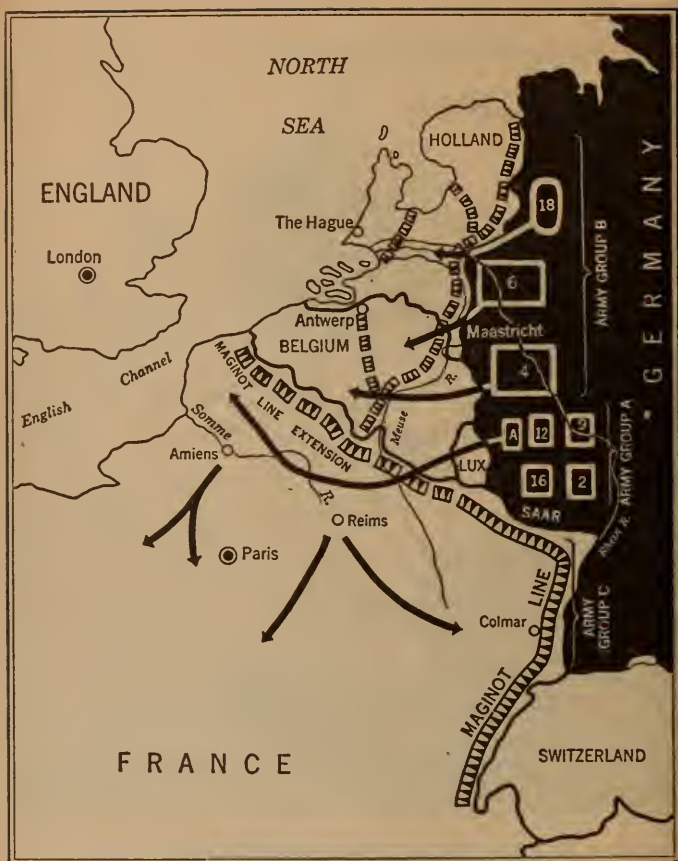 NORTH
SEA
HOLLAND
ENGLAND
The Hague
London
18
ARMY GROUP B
GERMANY
6
Antwerp
BELGIUM
Maastricht
English Channel
MAGINOT LINE EXTENSION
Meuse
R.
4
Somme
R.
Amiens
LUX.
A
12
9
16
2
ARMY GROUP A
SAAR
Reims
Paris
Rhine R.
ARMY GROUP C
Colmar
MAGINOT LINE
FRANCE
SWITZERLAND